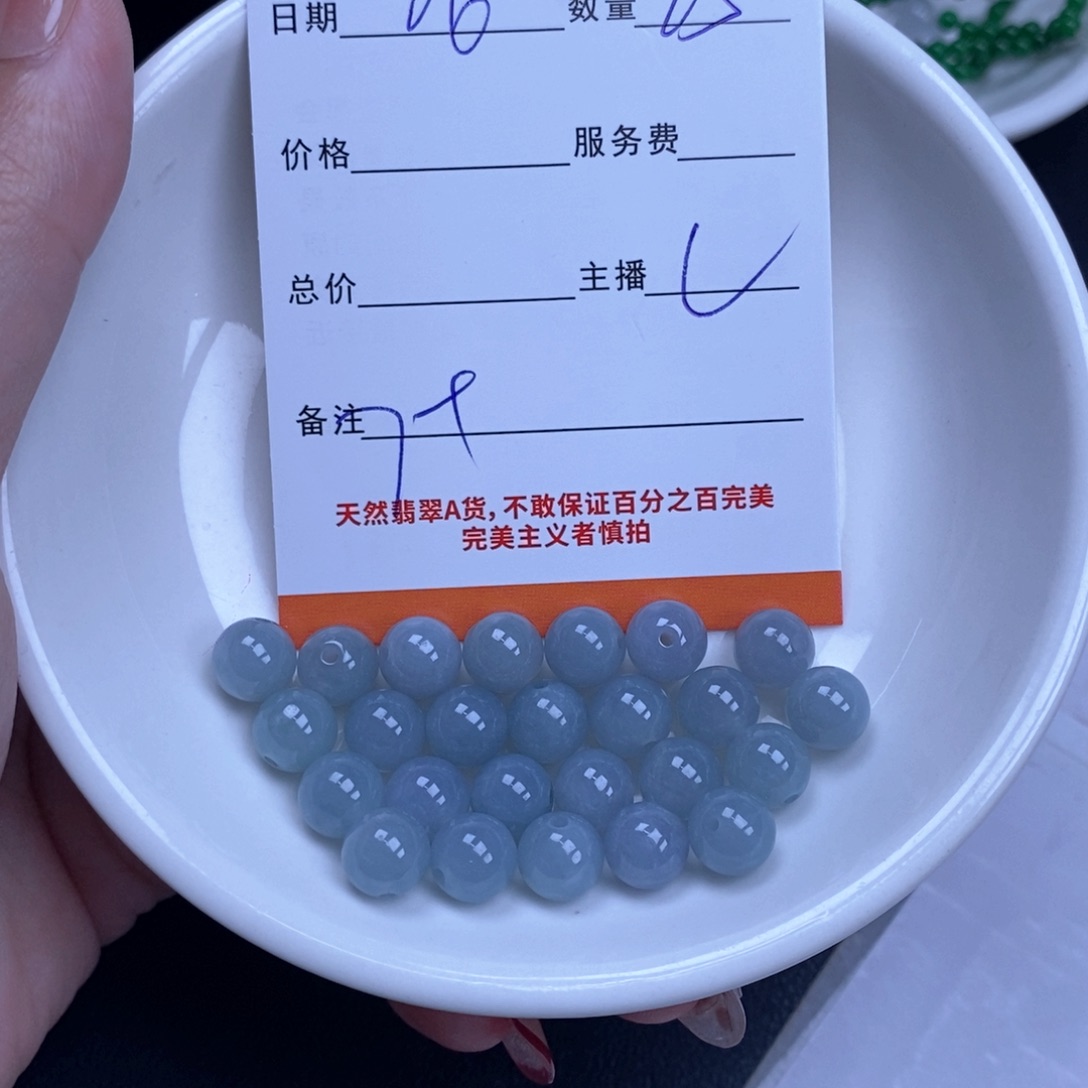 日期 数量
价格 服务费
总价 主播
备注
天然翡翠A货,不敢保证百分之百完美
完美主义者慎拍